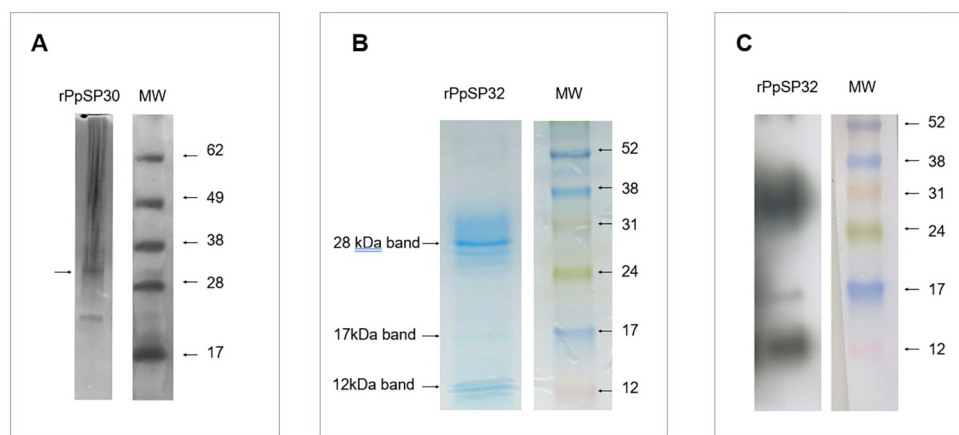 A
rPpSP30 MW
62
49
38
28
17
B
rPpSP32 MW
52
38
31
28 kDa band
24
17kDa band
17
12kDa band
12
C
rPpSP32 MW
52
38
31
24
17
12